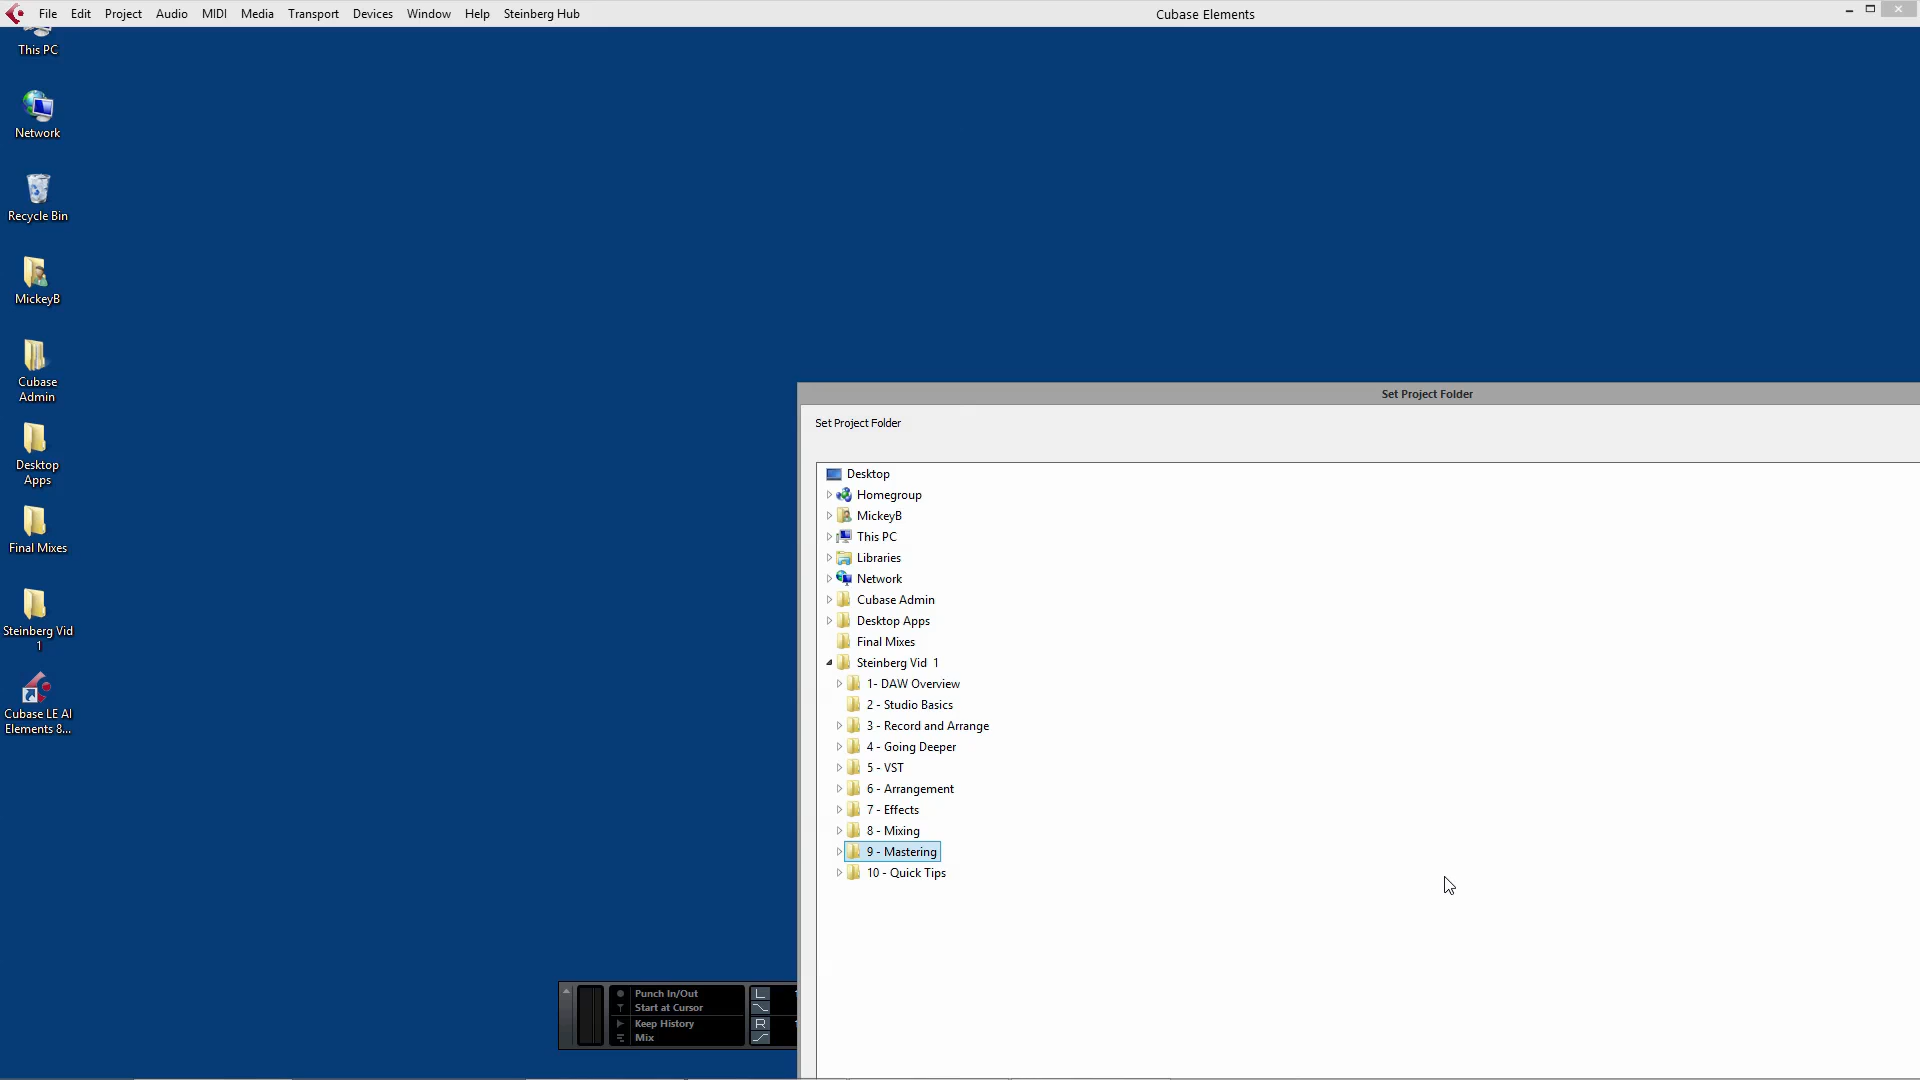 File Edit Project Audio MIDI Media Transport Devices Window Help Steinberg Hub
Cubase Elements
This PC
Network
Recycle Bin
MickeyB
Cubase
Admin
Desktop
Apps
Final Mixes
Steinberg Vid
1
Cubase LE AI
Elements 8...
Set Project Folder
Set Project Folder
Desktop
Homegroup
MickeyB
This PC
Libraries
Network
Cubase Admin
Desktop Apps
Final Mixes
Steinberg Vid 1
1- DAW Overview
2 - Studio Basics
3 - Record and Arrange
4 - Going Deeper
5 - VST
6 - Arrangement
7 - Effects
8 - Mixing
9 - Mastering
10 - Quick Tips
Punch In/Out
Start at Cursor
Keep History
Mix
L
R